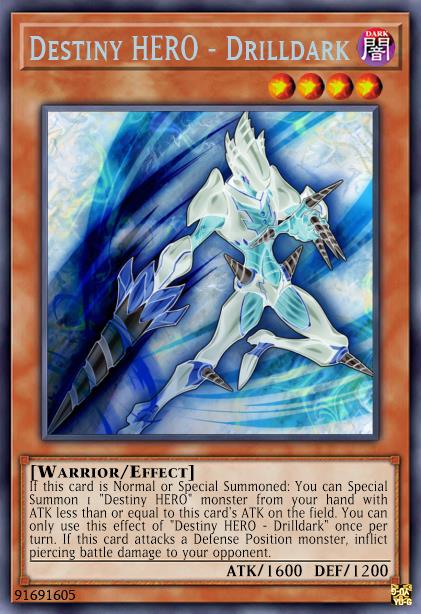 DESTINY HERO - DRILLDARK
DARK
闇
[WARRIOR/EFFECT]
If this card is Normal or Special Summoned: You can Special
Summon 1 "Destiny HERO" monster from your hand with
ATK less than or equal to this card's ATK on the field. You can
only use this effect of "Destiny HERO - Drilldark" once per
turn. If this card attacks a Defense Position monster, inflict
piercing battle damage to your opponent.
ATK/1600 DEF/1200
91691605